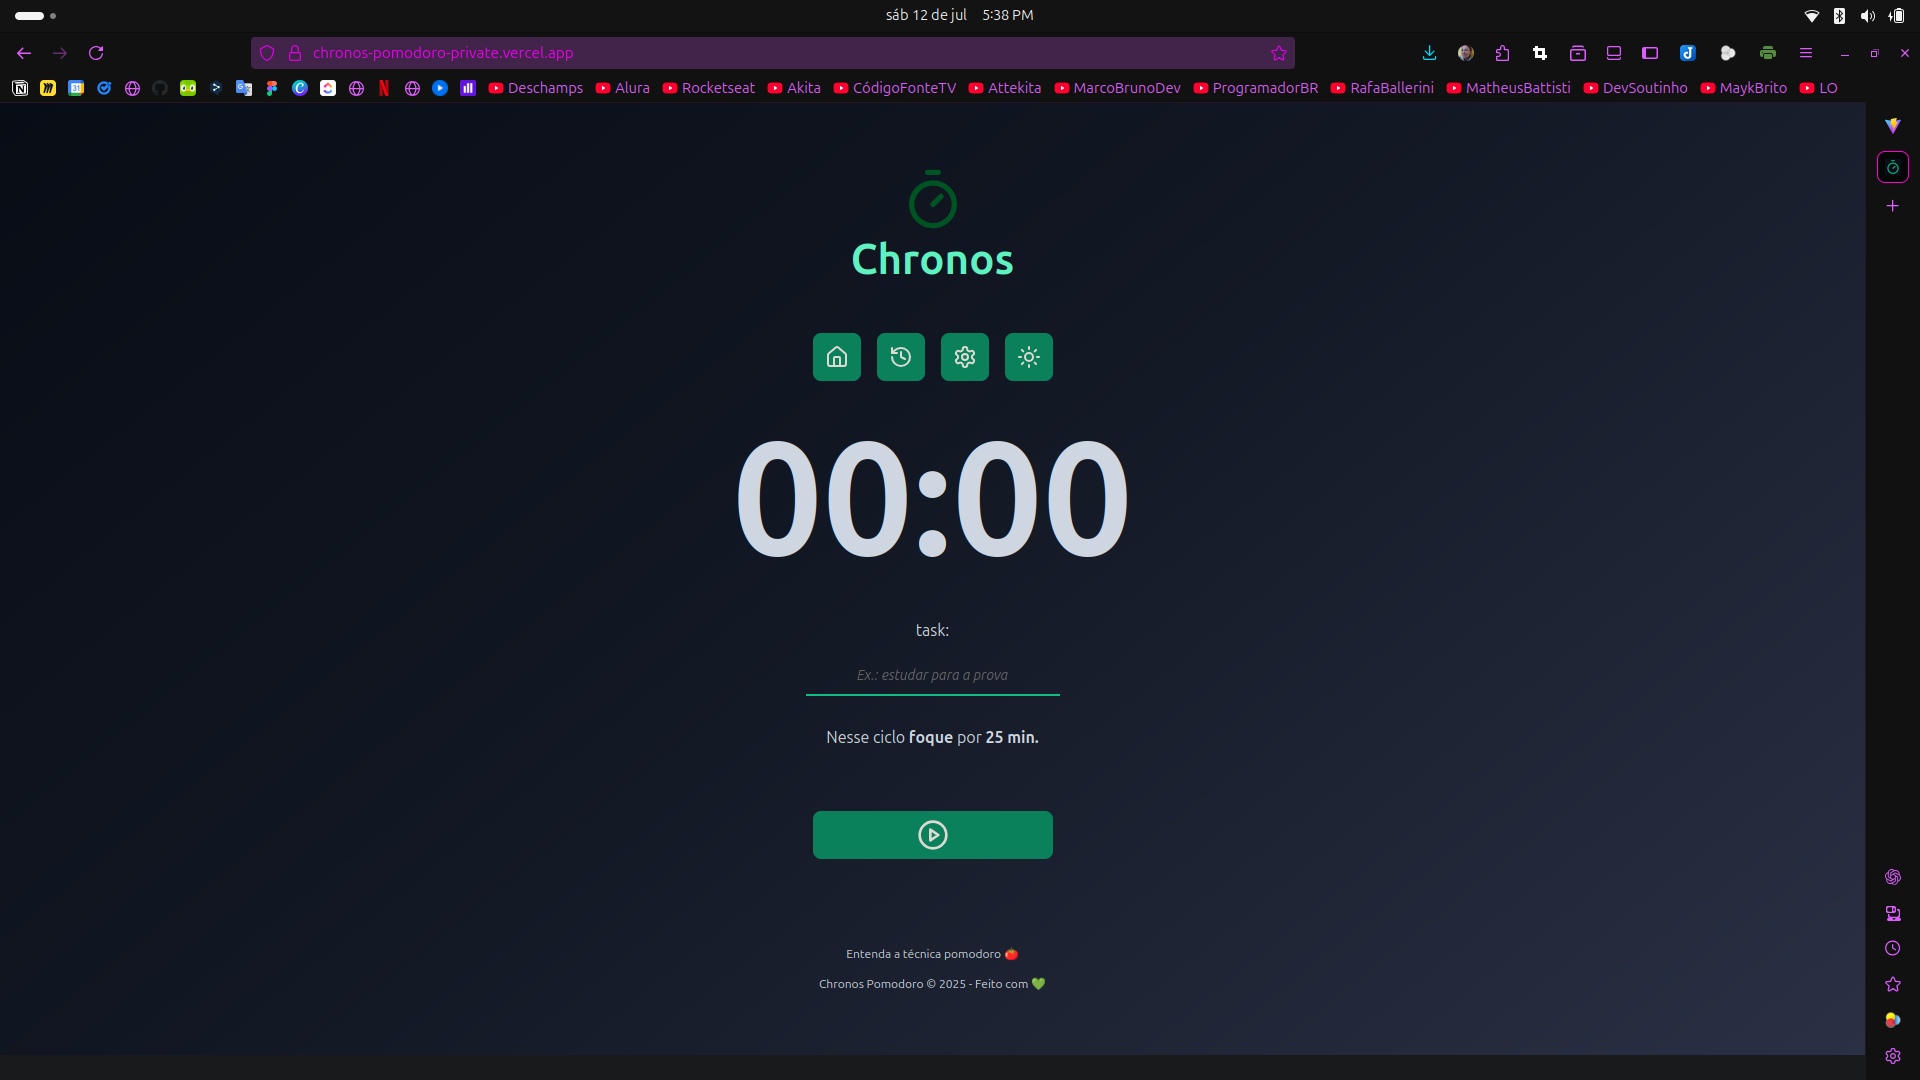 sáb 12 de jul 5:38 PM
chronos-pomodoro-private.vercel.app
31 Deschamps Alura Rocketseat Akita CódigoFonteTV Attekita MarcoBrunoDev ProgramadorBR RafaBallerini MatheusBattisti DevSoutinho MaykBrito LO
Chronos
00:00
task:
Ex.: estudar para a prova
Nesse ciclo foque por 25 min.
Entenda a técnica pomodoro 🍅
Chronos Pomodoro © 2025 - Feito com 💚